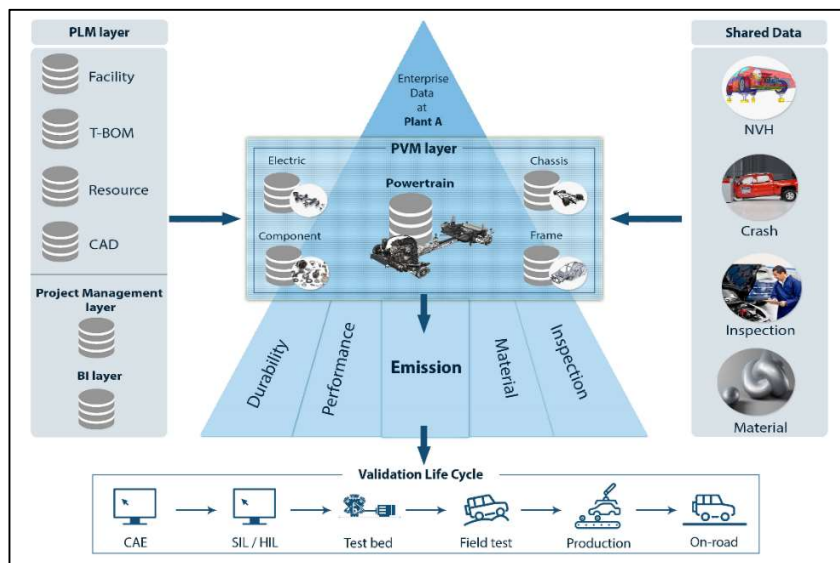 PLM layer
Facility
T-BOM
Resource
CAD
Project Management
layer
BI layer
Enterprise
Data
at
Plant A
PVM layer
Electric
Chassis
Powertrain
Component
Frame
Durability
Performance
Emission
Material
Inspection
Shared Data
NVH
Crash
Inspection
Material
Validation Life Cycle
CAE
SIL / HIL
Test bed
Field test
Production
On-road